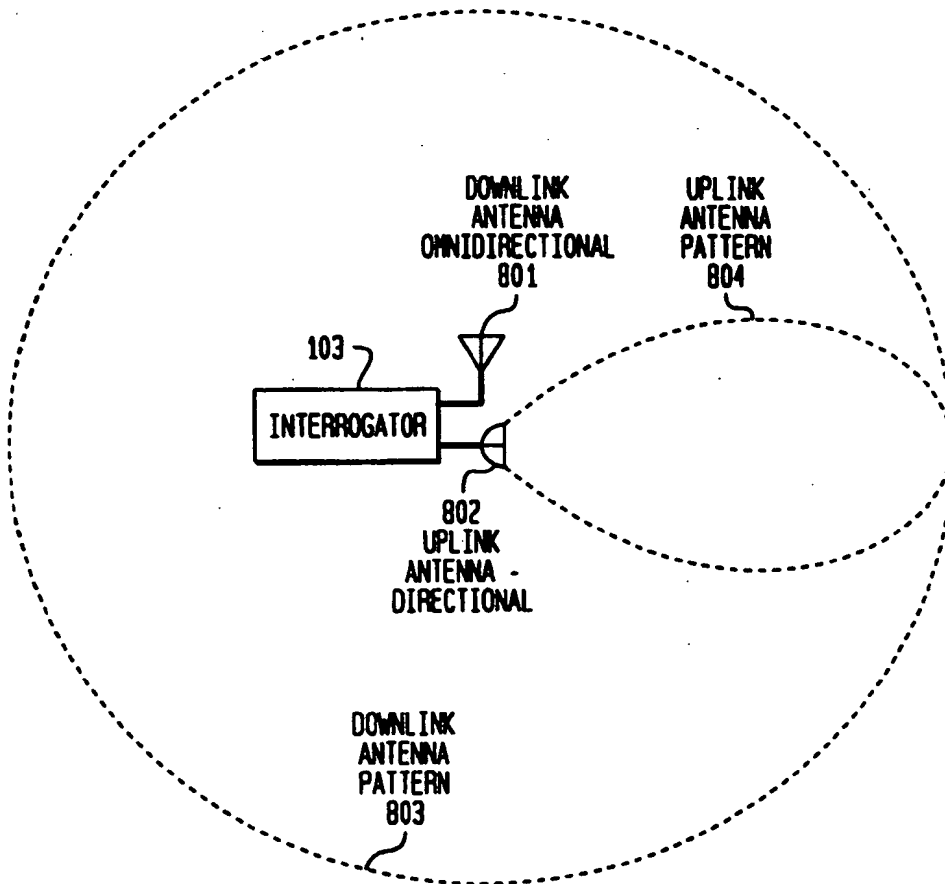 DOWNLINK
ANTENNA
OMNIDIRECTIONAL
801
UPLINK
ANTENNA
PATTERN
804
103
INTERROGATOR
802
UPLINK
ANTENNA -
DIRECTIONAL
DOWNLINK
ANTENNA
PATTERN
803